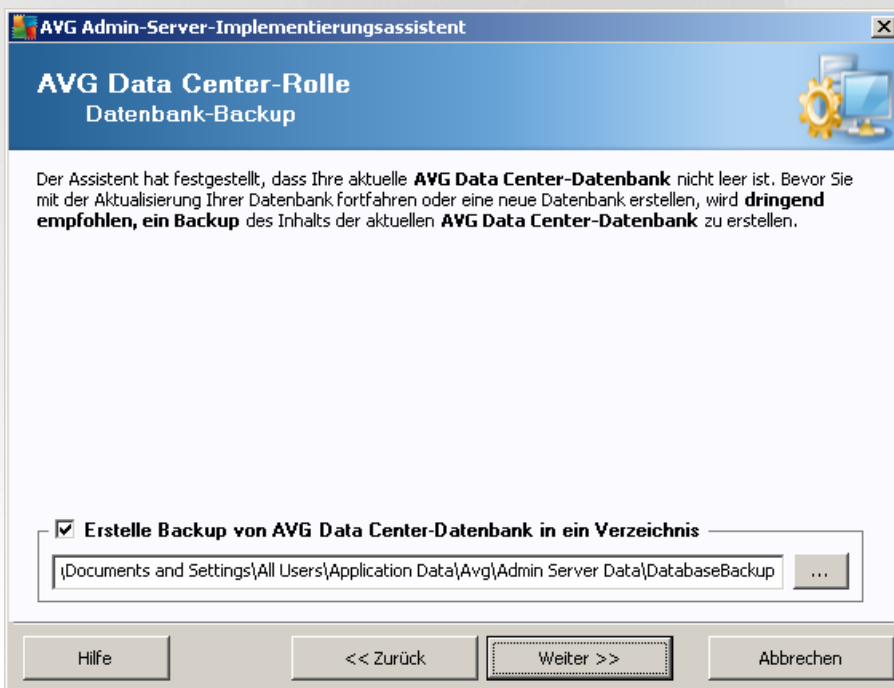 AVG Admin-Server-Implementierungsassistent
AVG Data Center-Rolle
Datenbank-Backup
Der Assistent hat festgestellt, dass Ihre aktuelle AVG Data Center-Datenbank nicht leer ist. Bevor Sie
mit der Aktualisierung Ihrer Datenbank fortfahren oder eine neue Datenbank erstellen, wird dringend
empfohlen, ein Backup des Inhalts der aktuellen AVG Data Center-Datenbank zu erstellen.
Erstelle Backup von AVG Data Center-Datenbank in ein Verzeichnis
\Documents and Settings\All Users\Application Data\Avg\Admin Server Data\DatabaseBackup
...
Hilfe
<< Zurück
Weiter >>
Abbrechen